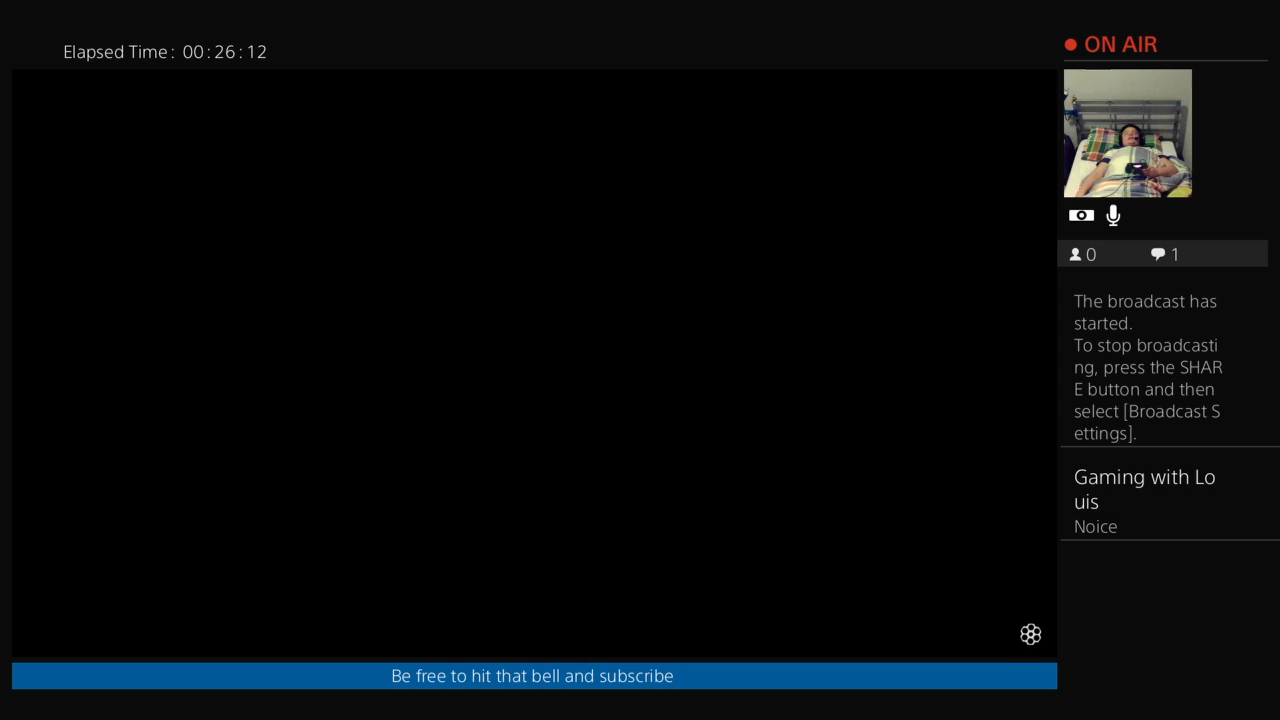 Elapsed Time: 00:26:12
ON AIR
0 1
The broadcast has
started.
To stop broadcasti
ng, press the SHAR
E button and then
select [Broadcast S
ettings].
Gaming with Lo
uis
Noice
Be free to hit that bell and subscribe